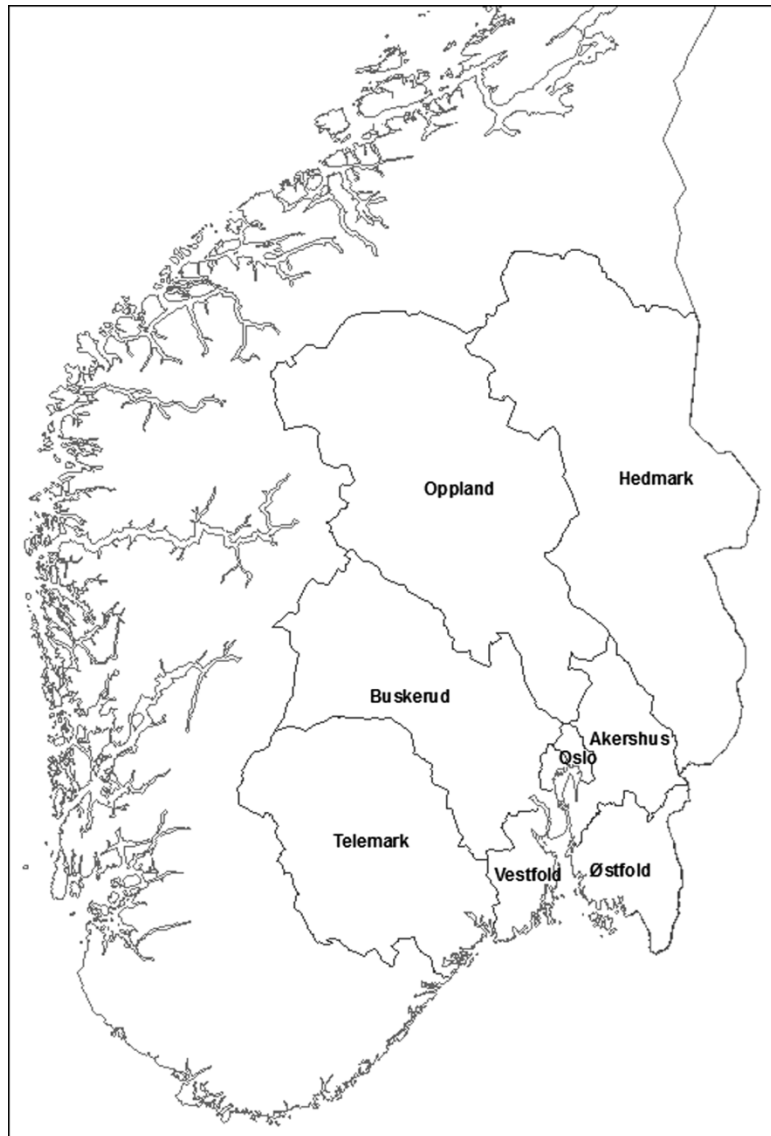 Hedmark
Oppland
Buskerud
Akershus
Oslo
Telemark
Vestfold
Østfold